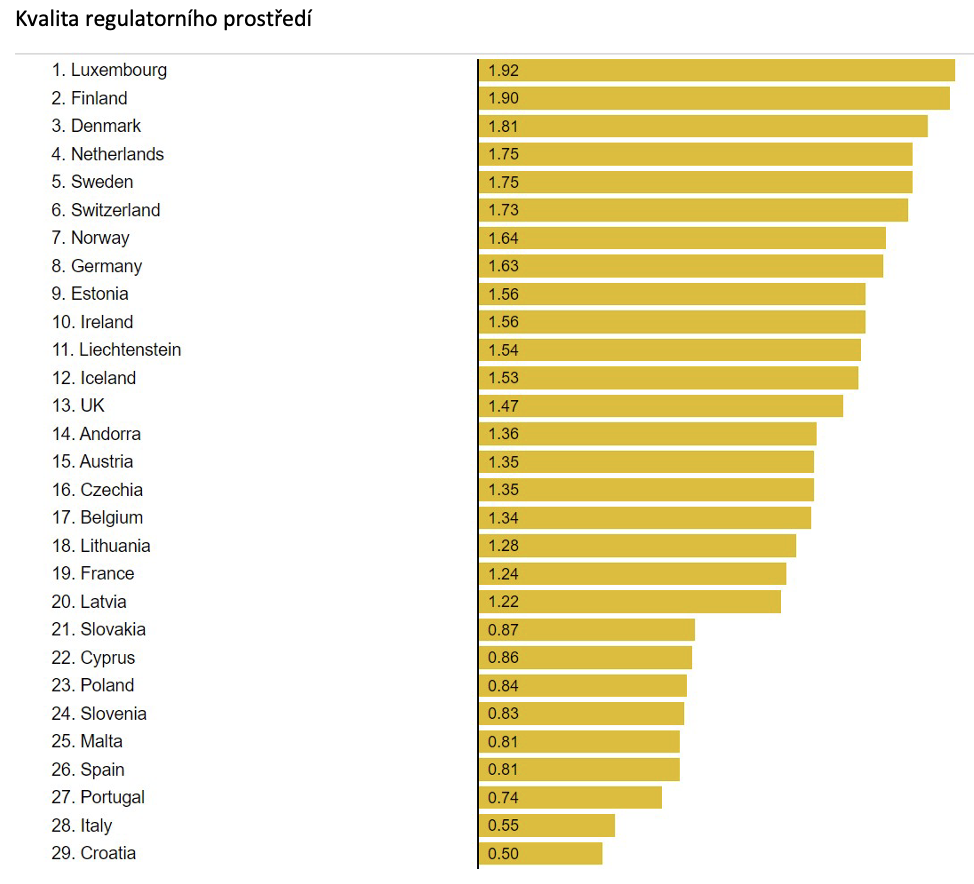 Kvalita regulatorního prostředí
1. Luxembourg 1.92
2. Finland 1.90
3. Denmark 1.81
4. Netherlands 1.75
5. Sweden 1.75
6. Switzerland 1.73
7. Norway 1.64
8. Germany 1.63
9. Estonia 1.56
10. Ireland 1.56
11. Liechtenstein 1.54
12. Iceland 1.53
13. UK 1.47
14. Andorra 1.36
15. Austria 1.35
16. Czechia 1.35
17. Belgium 1.34
18. Lithuania 1.28
19. France 1.24
20. Latvia 1.22
21. Slovakia 0.87
22. Cyprus 0.86
23. Poland 0.84
24. Slovenia 0.83
25. Malta 0.81
26. Spain 0.81
27. Portugal 0.74
28. Italy 0.55
29. Croatia 0.50